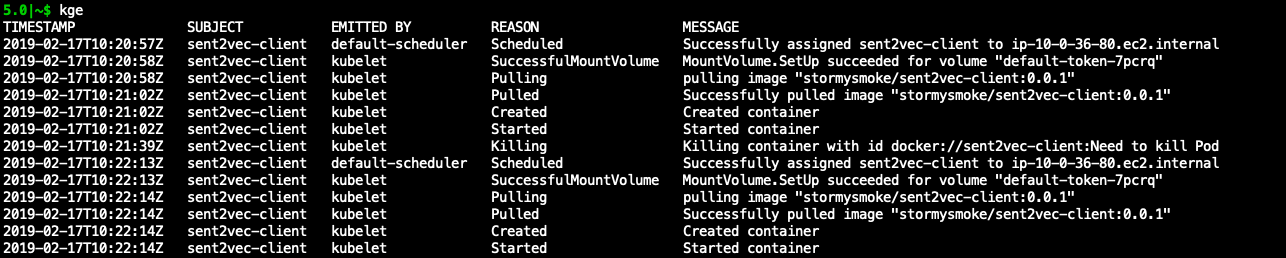 5.0|~$ kge
TIMESTAMP SUBJECT EMITTED BY REASON MESSAGE
2019-02-17T10:20:57Z sent2vec-client default-scheduler Scheduled Successfully assigned sent2vec-client to ip-10-0-36-80.ec2.internal
2019-02-17T10:20:58Z sent2vec-client kubelet SuccessfulMountVolume MountVolume.SetUp succeeded for volume "default-token-7pcrq"
2019-02-17T10:20:58Z sent2vec-client kubelet Pulling pulling image "stormysmoke/sent2vec-client:0.0.1"
2019-02-17T10:21:02Z sent2vec-client kubelet Pulled Successfully pulled image "stormysmoke/sent2vec-client:0.0.1"
2019-02-17T10:21:02Z sent2vec-client kubelet Created Created container
2019-02-17T10:21:02Z sent2vec-client kubelet Started Started container
2019-02-17T10:21:39Z sent2vec-client kubelet Killing Killing container with id docker://sent2vec-client:Need to kill Pod
2019-02-17T10:22:13Z sent2vec-client default-scheduler Scheduled Successfully assigned sent2vec-client to ip-10-0-36-80.ec2.internal
2019-02-17T10:22:13Z sent2vec-client kubelet SuccessfulMountVolume MountVolume.SetUp succeeded for volume "default-token-7pcrq"
2019-02-17T10:22:14Z sent2vec-client kubelet Pulling pulling image "stormysmoke/sent2vec-client:0.0.1"
2019-02-17T10:22:14Z sent2vec-client kubelet Pulled Successfully pulled image "stormysmoke/sent2vec-client:0.0.1"
2019-02-17T10:22:14Z sent2vec-client kubelet Created Created container
2019-02-17T10:22:14Z sent2vec-client kubelet Started Started container